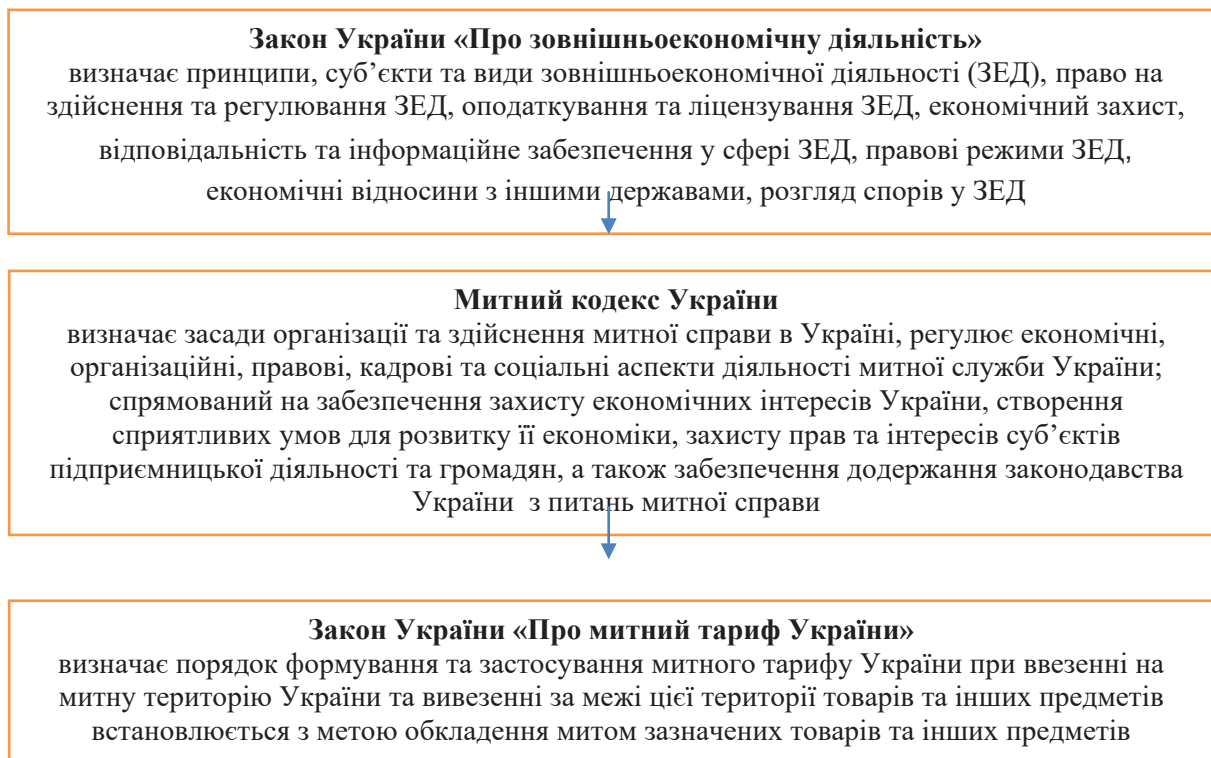 Закон України «Про зовнішньоекономічну діяльність»
визначає принципи, суб’єкти та види зовнішньоекономічної діяльності (ЗЕД), право на
здійснення та регулювання ЗЕД, оподаткування та ліцензування ЗЕД, економічний захист,
відповідальність та інформаційне забезпечення у сфері ЗЕД, правові режими ЗЕД,
економічні відносини з іншими державами, розгляд спорів у ЗЕД
Митний кодекс України
визначає засади організації та здійснення митної справи в Україні, регулює економічні,
організаційні, правові, кадрові та соціальні аспекти діяльності митної служби України;
спрямований на забезпечення захисту економічних інтересів України, створення
сприятливих умов для розвитку її економіки, захисту прав та інтересів суб’єктів
підприємницької діяльності та громадян, а також забезпечення додержання законодавства
України з питань митної справи
Закон України «Про митний тариф України»
визначає порядок формування та застосування митного тарифу України при ввезенні на
митну територію України та вивезенні за межі цієї території товарів та інших предметів
встановлюється з метою обкладення митом зазначених товарів та інших предметів